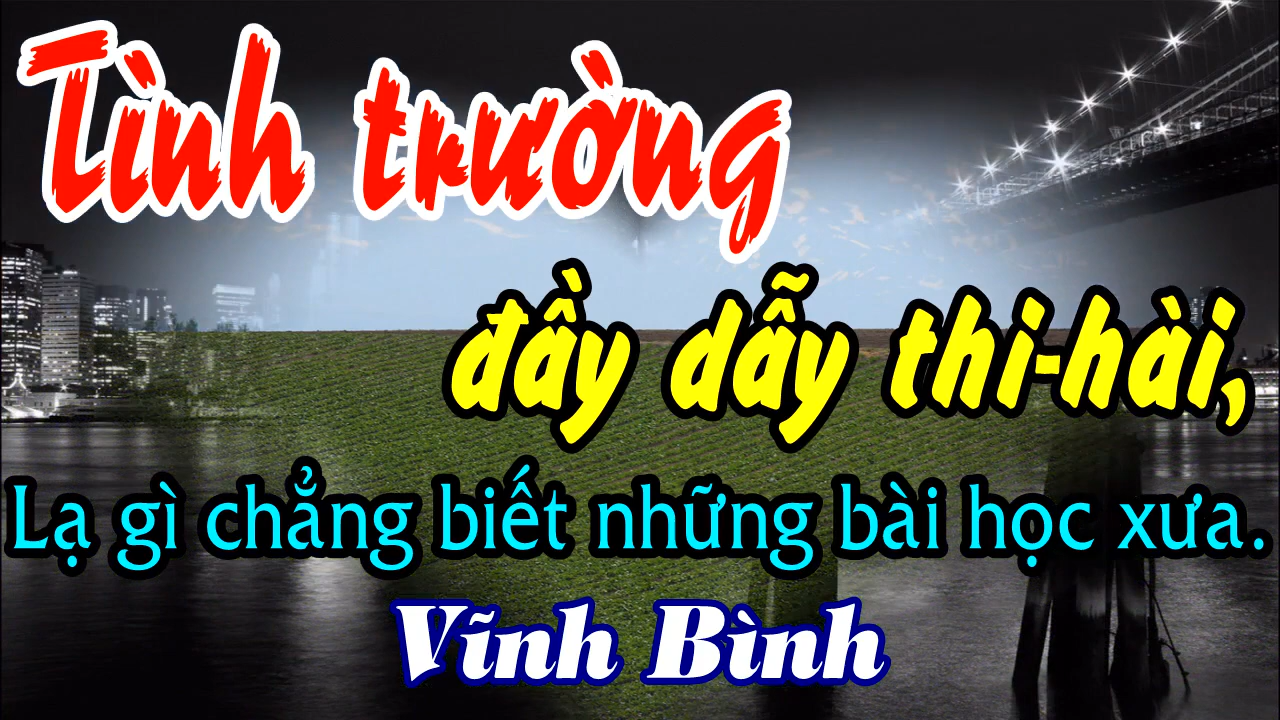 Tình trường
đầy dẫy thi-hài,
Lạ gì chẳng biết những bài học xưa.
Vĩnh Bình